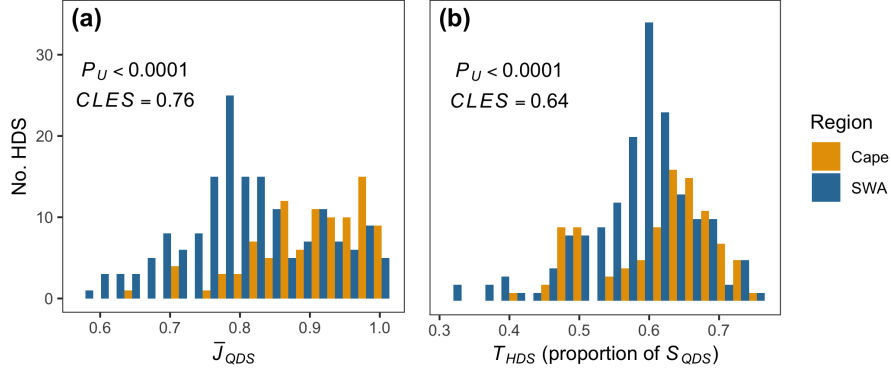 (a)
P_U < 0.0001
CLES = 0.76
No. HDS
30
20
10
0
0.6 0.7 0.8 0.9 1.0
J̅_QDS
(b)
P_U < 0.0001
CLES = 0.64
0.3 0.4 0.5 0.6 0.7
T_HDS (proportion of S_QDS)
Region
Cape
SWA